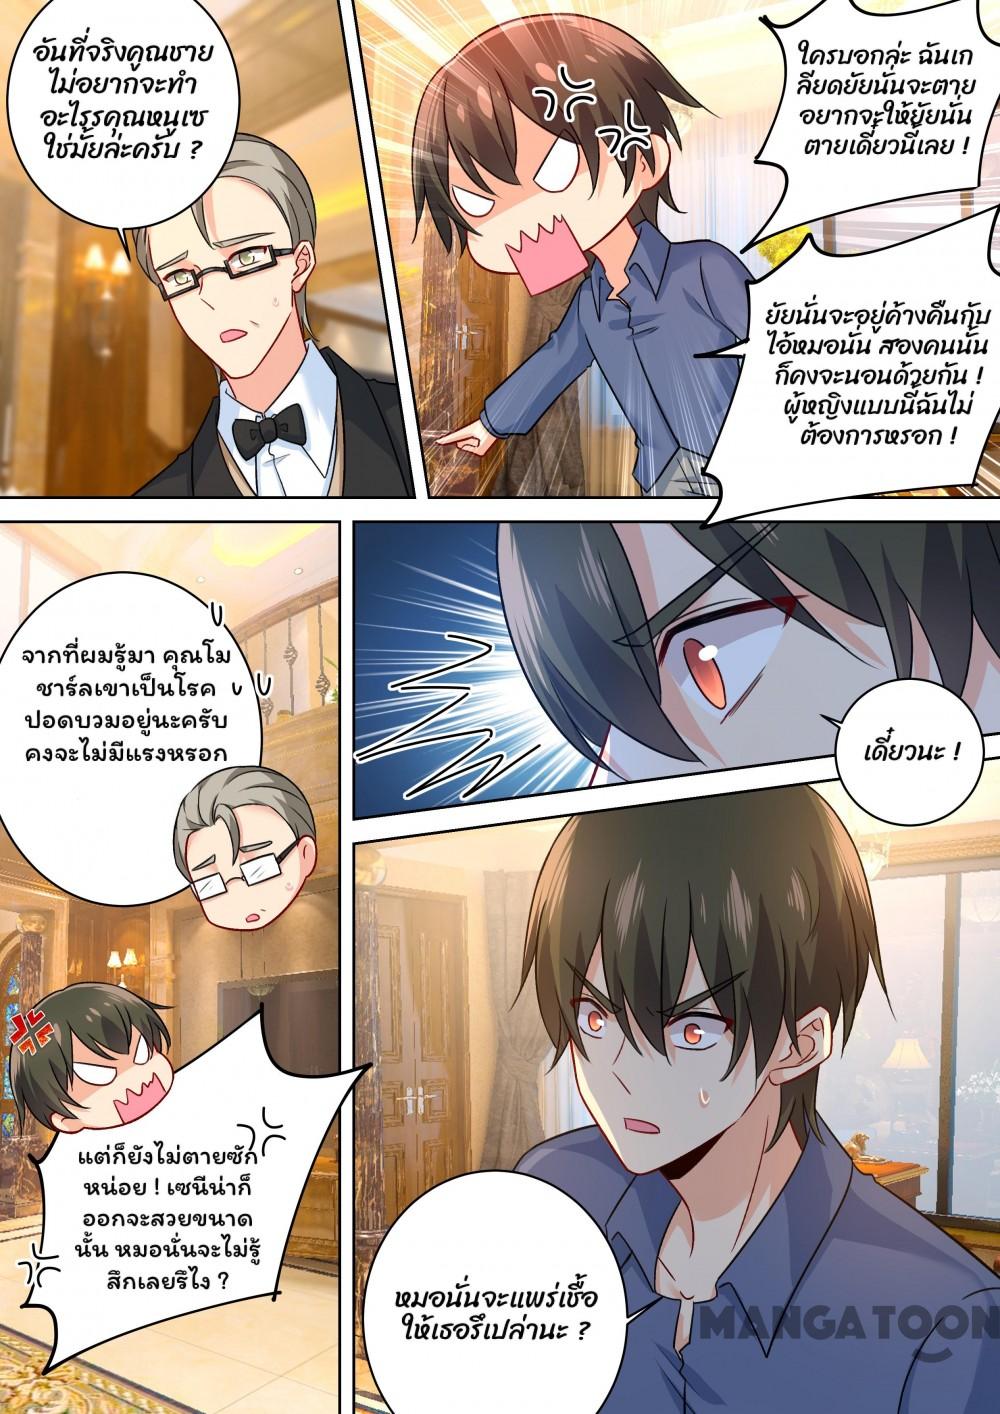 อันที่จริงคุณชาย
ไม่อยากจะทำ
อะไรรคุณหนูเซ
ใช่มั้ยล่ะครับ ?
ใครบอกล่ะ ฉันเก
ลียดยัยนั่นจะตาย
อยากจะให้ยัยนั่น
ตายเดี๋ยวนี้เลย !
ยัยนั่นจะอยู่ค้างคืนกับ
ไอ้หมอนั่น สองคนนั้น
ก็คงจะนอนด้วยกัน !
ผู้หญิงแบบนี้ฉันไม่
ต้องการหรอก !
จากที่ผมรู้มา คุณโม
ชาร์ลเขาเป็นโรค
ปอดบวมอยู่นะครับ
คงจะไม่มีแรงหรอก
เดี๋ยวนะ !
แต่ก็ยังไม่ตายซัก
หน่อย ! เซนีน่าก็
ออกจะสวยขนาด
นั้น หมอนั่นจะไม่รู้
สึกเลยรึไง ?
หมอนั่นจะแพร่เชื้อ
ให้เธอรึเปล่านะ ?
MANGATOON